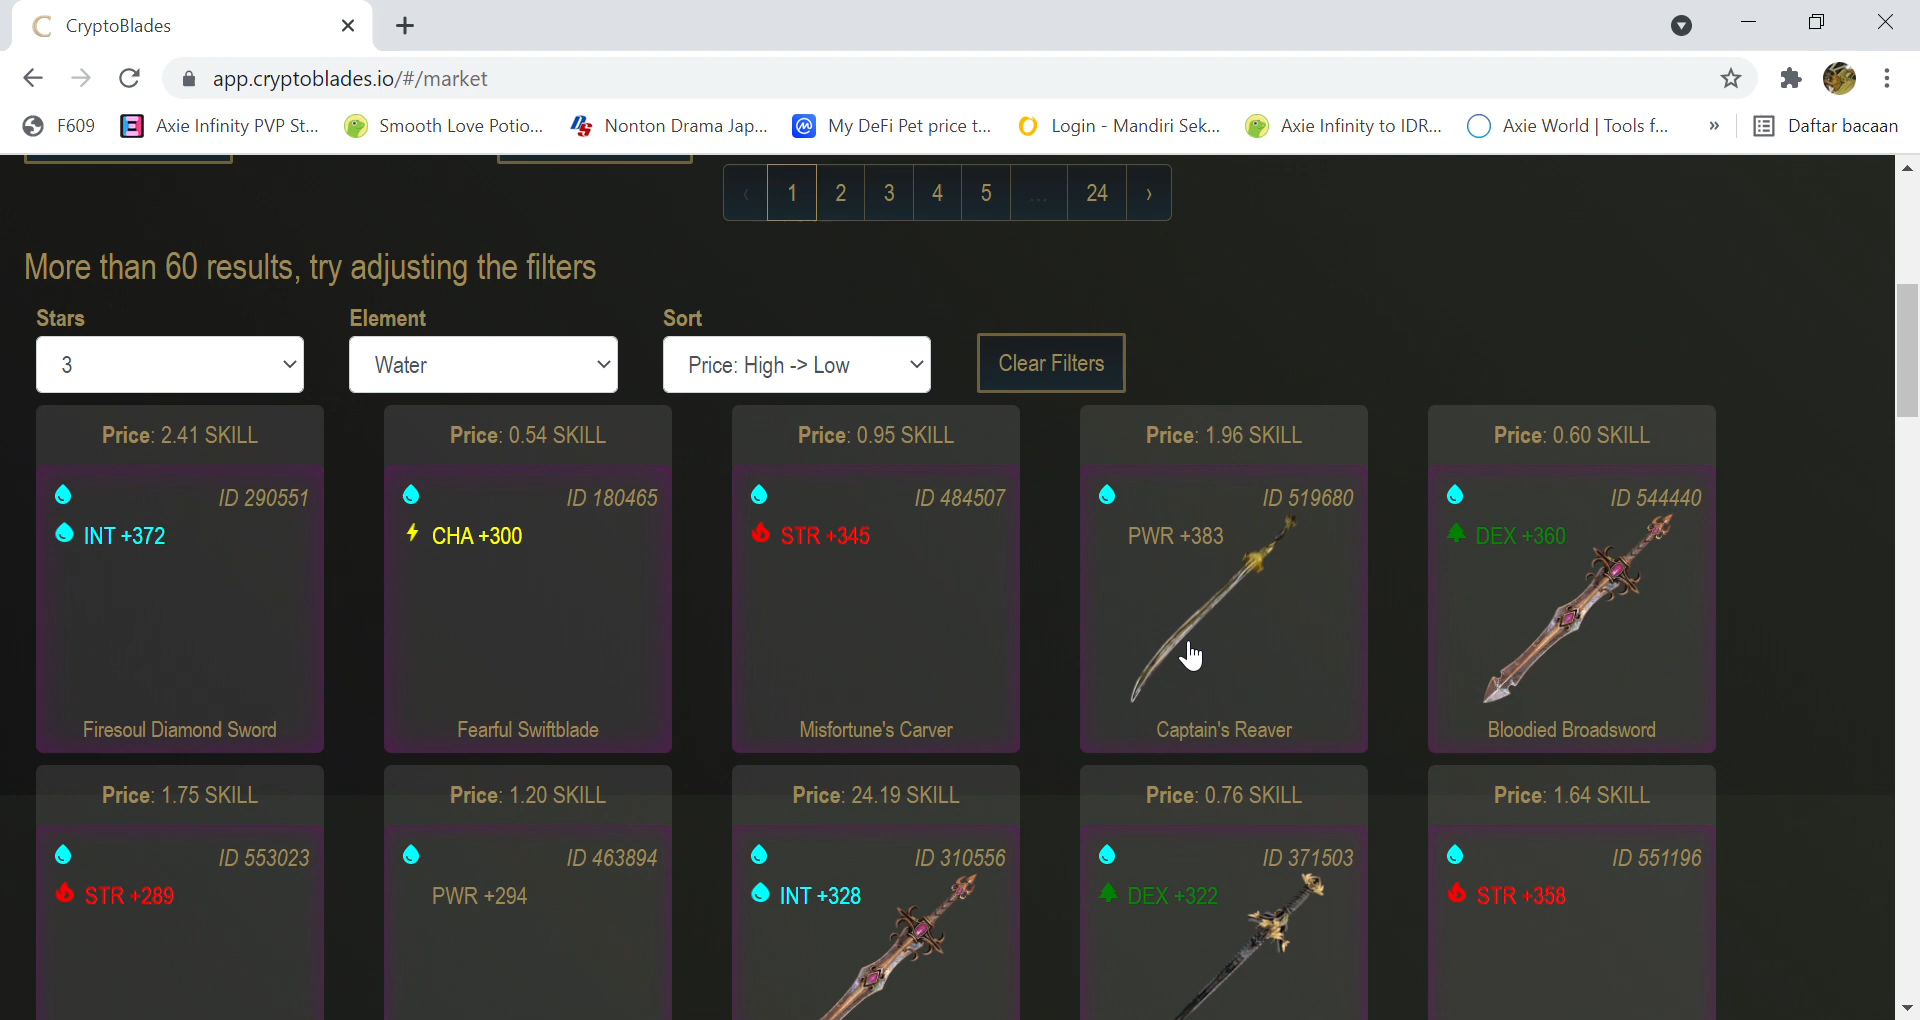 CryptoBlades
app.cryptoblades.io/#/market
F609 Axie Infinity PVP St... Smooth Love Potio... Nonton Drama Jap... My DeFi Pet price t... Login - Mandiri Sek... Axie Infinity to IDR... Axie World | Tools f... » Daftar bacaan
‹ 1 2 3 4 5 ... 24 ›
More than 60 results, try adjusting the filters
Stars Element Sort
3 Water Price: High -> Low Clear Filters
Price: 2.41 SKILL Price: 0.54 SKILL Price: 0.95 SKILL Price: 1.96 SKILL Price: 0.60 SKILL
ID 290551 ID 180465 ID 484507 ID 519680 ID 544440
INT +372 CHA +300 STR +345 PWR +383 DEX +360
Firesoul Diamond Sword Fearful Swiftblade Misfortune's Carver Captain's Reaver Bloodied Broadsword
Price: 1.75 SKILL Price: 1.20 SKILL Price: 24.19 SKILL Price: 0.76 SKILL Price: 1.64 SKILL
ID 553023 ID 463894 ID 310556 ID 371503 ID 551196
STR +289 PWR +294 INT +328 DEX +322 STR +358